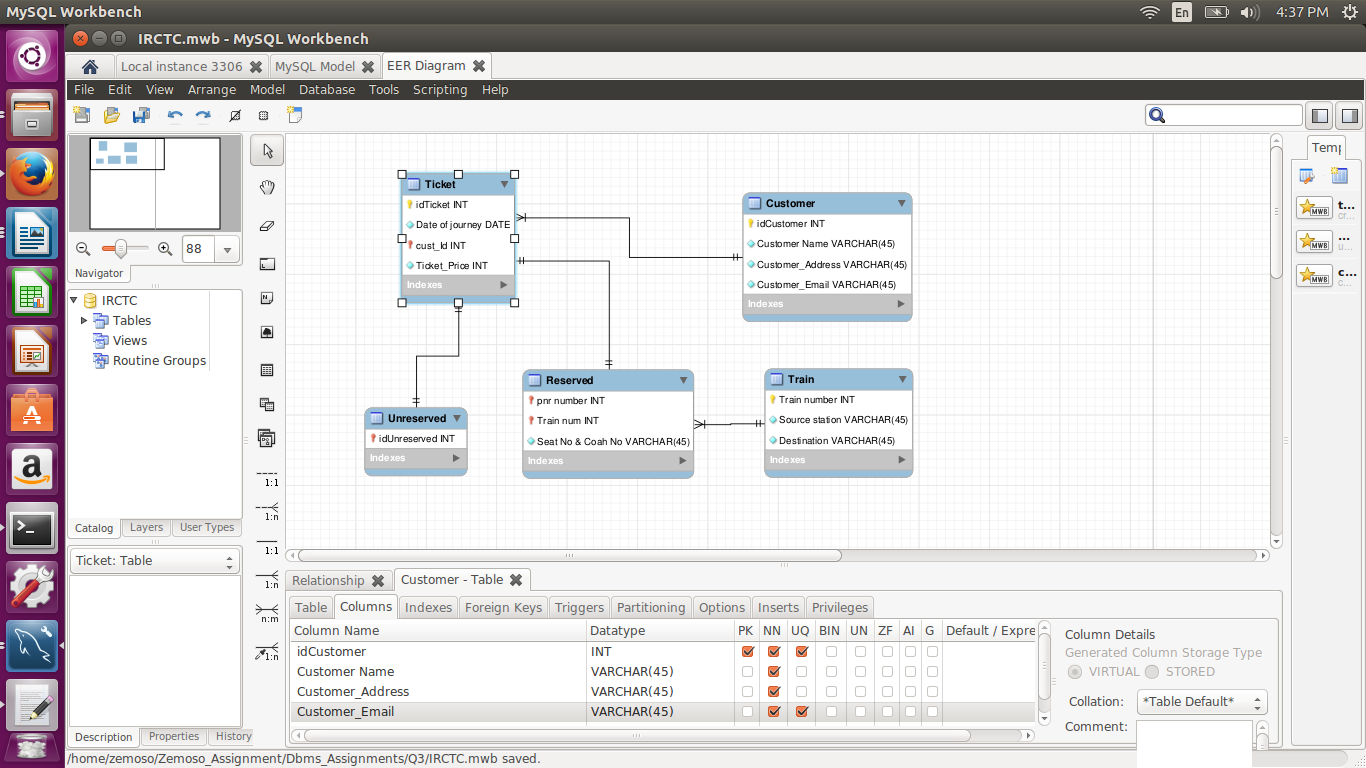 MySQL Workbench
En
4:37 PM
IRCTC.mwb - MySQL Workbench
Local instance 3306
MySQL Model
EER Diagram
File Edit View Arrange Model Database Tools Scripting Help
88
Navigator
IRCTC
Tables
Views
Routine Groups
Catalog Layers User Types
Ticket: Table
Description Properties History
1:1
1:n
1:1
1:n
n:m
1:n
Ticket
idTicket INT
Date of journey DATE
cust_Id INT
Ticket_Price INT
Indexes
Customer
idCustomer INT
Customer Name VARCHAR(45)
Customer_Address VARCHAR(45)
Customer_Email VARCHAR(45)
Indexes
Unreserved
idUnreserved INT
Indexes
Reserved
pnr number INT
Train num INT
Seat No & Coah No VARCHAR(45)
Indexes
Train
Train number INT
Source station VARCHAR(45)
Destination VARCHAR(45)
Indexes
Temp
MWB t...
cr...
MWB ...
u...
MWB c...
c...
Relationship
Customer - Table
Table Columns Indexes Foreign Keys Triggers Partitioning Options Inserts Privileges
Column Name Datatype PK NN UQ BIN UN ZF AI G Default / Expre
idCustomer INT
Customer Name VARCHAR(45)
Customer_Address VARCHAR(45)
Customer_Email VARCHAR(45)
Column Details
Generated Column Storage Type
VIRTUAL STORED
Collation: *Table Default*
Comment:
/home/zemoso/Zemoso_Assignment/Dbms_Assignments/Q3/IRCTC.mwb saved.